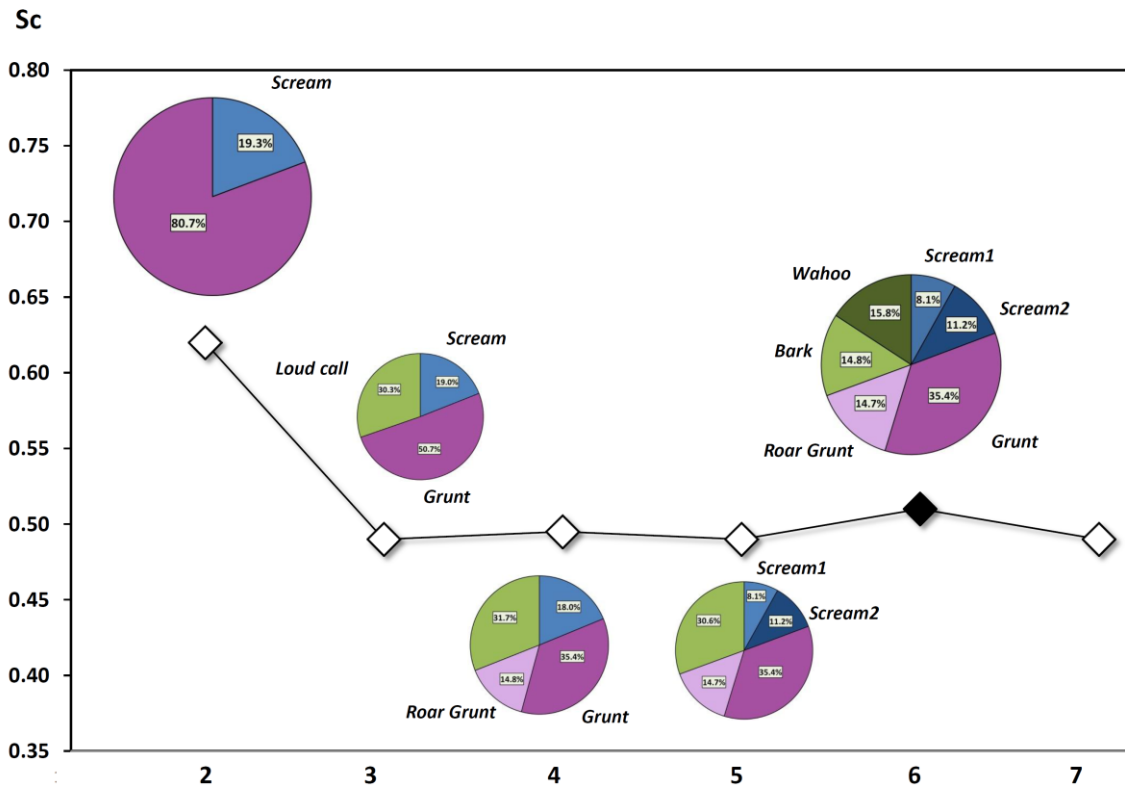 Sc
0.80
0.75
0.70
0.65
0.60
0.55
0.50
0.45
0.40
0.35
Scream
19.3%
80.7%
Loud call
Scream
30.3%
19.0%
50.7%
Grunt
Wahoo
Scream1
8.1%
15.8%
Scream2
11.2%
Bark
14.8%
35.4%
14.7%
Roar Grunt
Grunt
18.0%
31.7%
35.4%
14.8%
Roar Grunt
Grunt
Scream1
8.1%
30.6%
11.2%
Scream2
35.4%
14.7%
2 3 4 5 6 7